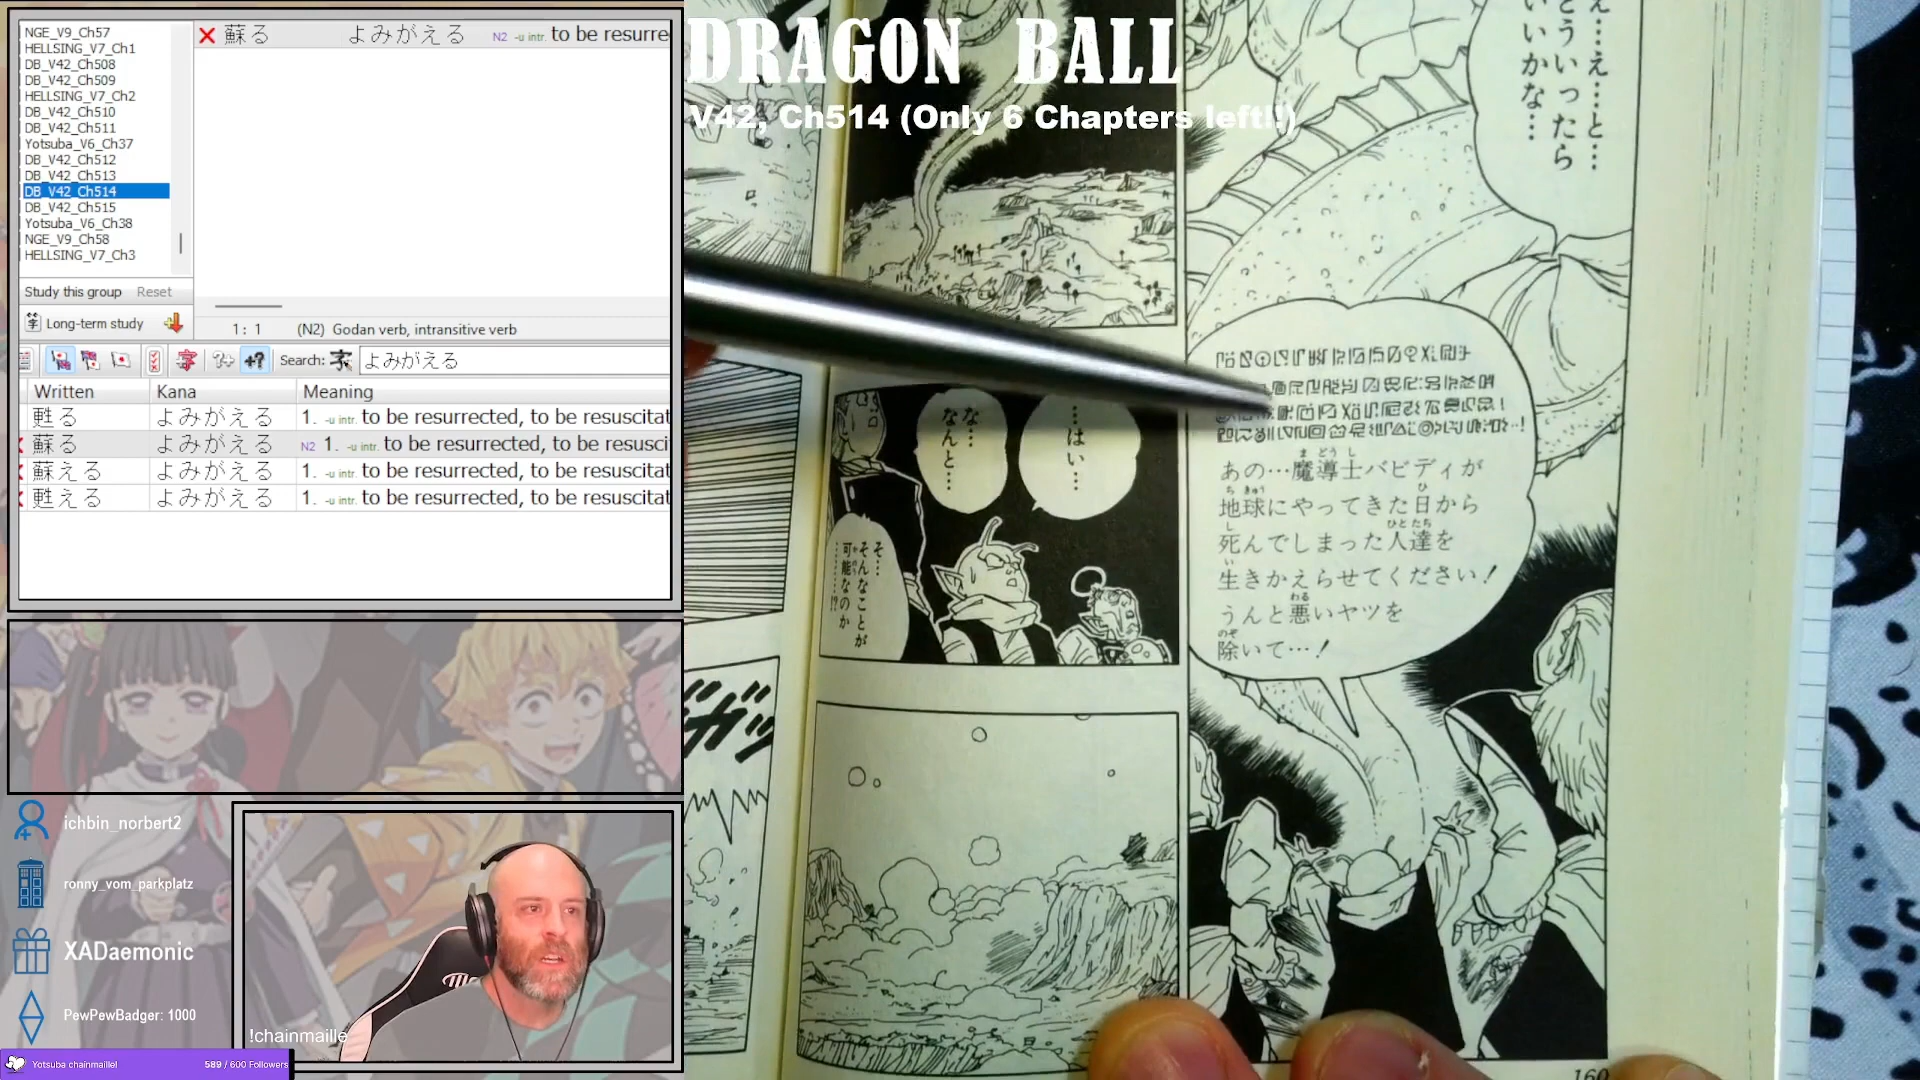 NGE_V9_Ch57
HELLSING_V7_Ch1
DB_V42_Ch508
DB_V42_Ch509
HELLSING_V7_Ch2
DB_V42_Ch510
DB_V42_Ch511
Yotsuba_V6_Ch37
DB_V42_Ch512
DB_V42_Ch513
DB_V42_Ch514
DB_V42_Ch515
Yotsuba_V6_Ch38
NGE_V9_Ch58
HELLSING_V7_Ch3
Study this group Reset
Long-term study
蘇る よみがえる N2 -u intr. to be resurre
1: 1 (N2) Godan verb, intransitive verb
Search: よみがえる
Written Kana Meaning
甦る よみがえる 1. -u intr. to be resurrected, to be resuscitat
蘇る よみがえる N2 1. -u intr. to be resurrected, to be resusci
蘇える よみがえる 1. -u intr. to be resurrected, to be resuscitat
甦える よみがえる 1. -u intr. to be resurrected, to be resuscitat
ichbin_norbert2
ronny_vom_parkplatz
XADaemonic
PewPewBadger: 1000
!chainmaille
Yotsuba chainmaille!
589 / 600 Followers
DRAGON BALL
V42, Ch514 (Only 6 Chapters left!!)
え…と…
どういったら
いいかな…
あの…魔導士バビディが
地球にやってきた日から
死んでしまった人達を
生きかえらせてください!
うんと悪いヤツを
除いて…!
…はい…
な…
なんと…
そ…
そんなことが
可能なのか
………!?
160